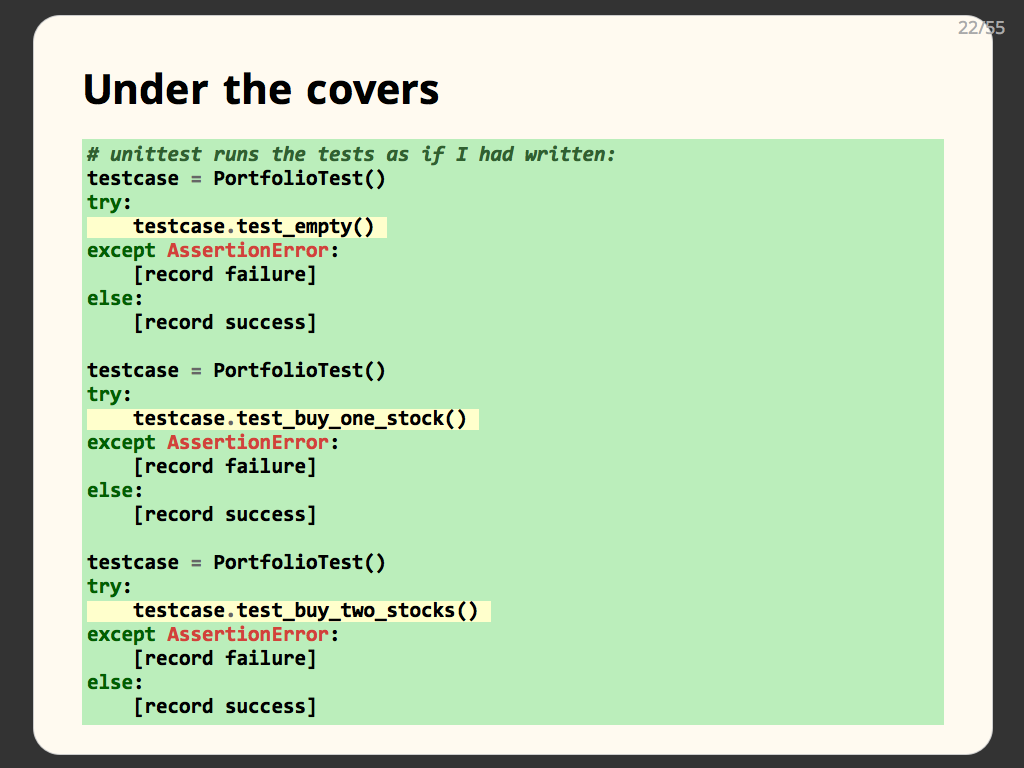 22/55
Under the covers
# unittest runs the tests as if I had written:
testcase = PortfolioTest()
try:
    testcase.test_empty()
except AssertionError:
    [record failure]
else:
    [record success]

testcase = PortfolioTest()
try:
    testcase.test_buy_one_stock()
except AssertionError:
    [record failure]
else:
    [record success]

testcase = PortfolioTest()
try:
    testcase.test_buy_two_stocks()
except AssertionError:
    [record failure]
else:
    [record success]